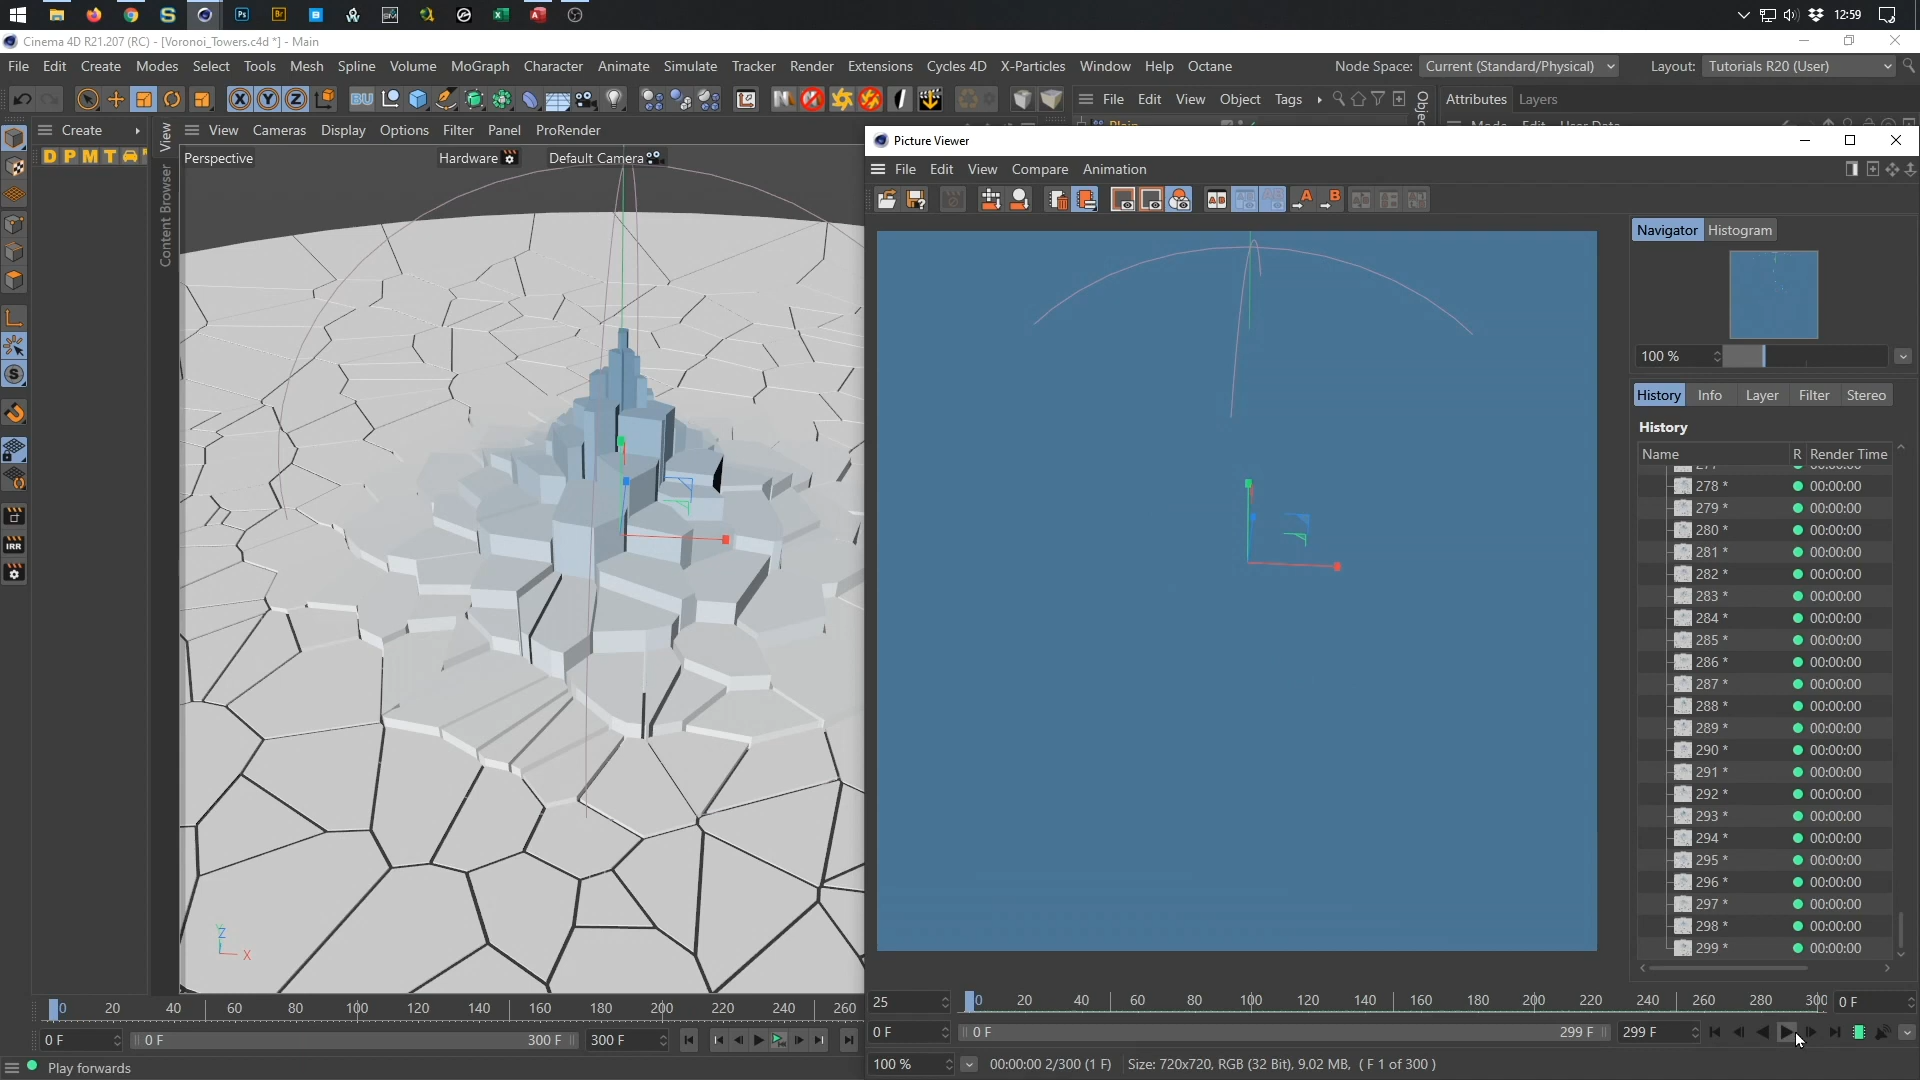 12:59
Cinema 4D R21.207 (RC) - [Voronoi_Towers.c4d *] - Main
File Edit Create Modes Select Tools Mesh Spline Volume MoGraph Character Animate Simulate Tracker Render Extensions Cycles 4D X-Particles Window Help Octane Node Space: Current (Standard/Physical) Layout: Tutorials R20 (User)
File Edit View Object Tags Attributes Layers
Create View Cameras Display Options Filter Panel ProRender
D P M T
View
Content Browser
Perspective Hardware Default Camera
Picture Viewer
File Edit View Compare Animation
Navigator Histogram
100 %
History Info Layer Filter Stereo
History
Name R Render Time
278 * 00:00:00
279 * 00:00:00
280 * 00:00:00
281 * 00:00:00
282 * 00:00:00
283 * 00:00:00
284 * 00:00:00
285 * 00:00:00
286 * 00:00:00
287 * 00:00:00
288 * 00:00:00
289 * 00:00:00
290 * 00:00:00
291 * 00:00:00
292 * 00:00:00
293 * 00:00:00
294 * 00:00:00
295 * 00:00:00
296 * 00:00:00
297 * 00:00:00
298 * 00:00:00
299 * 00:00:00
IRR
Y
Z
X
0 20 40 60 80 100 120 140 160 180 200 220 240 260
0 F 0 F 300 F 300 F
Play forwards
25 0 20 40 60 80 100 120 140 160 180 200 220 240 260 280 300 0 F
0 F 0 F 299 F 299 F
100 % 00:00:00 2/300 (1 F) Size: 720x720, RGB (32 Bit), 9.02 MB, ( F 1 of 300 )